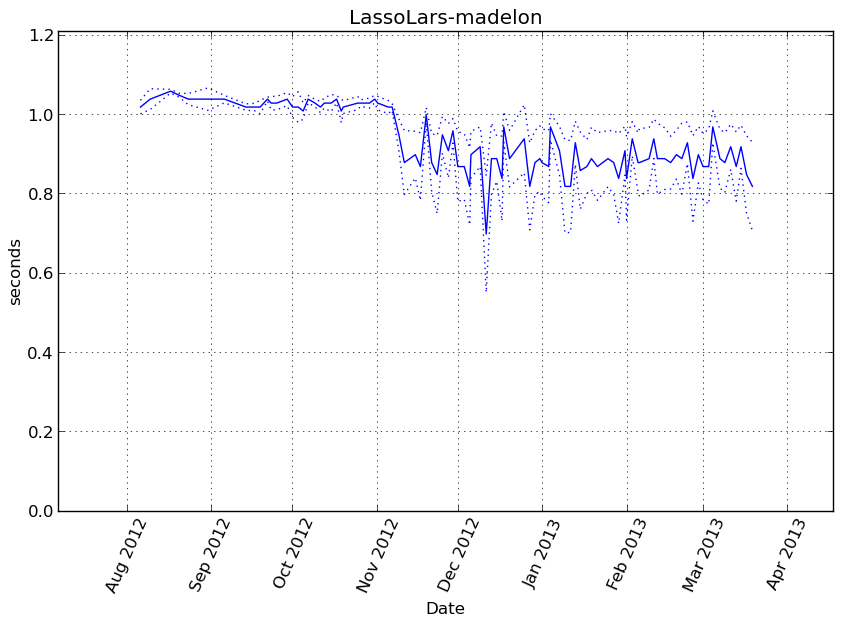 LassoLars-madelon
1.2
1.0
0.8
0.6
0.4
0.2
0.0
seconds
Aug 2012
Sep 2012
Oct 2012
Nov 2012
Dec 2012
Jan 2013
Feb 2013
Mar 2013
Apr 2013
Date